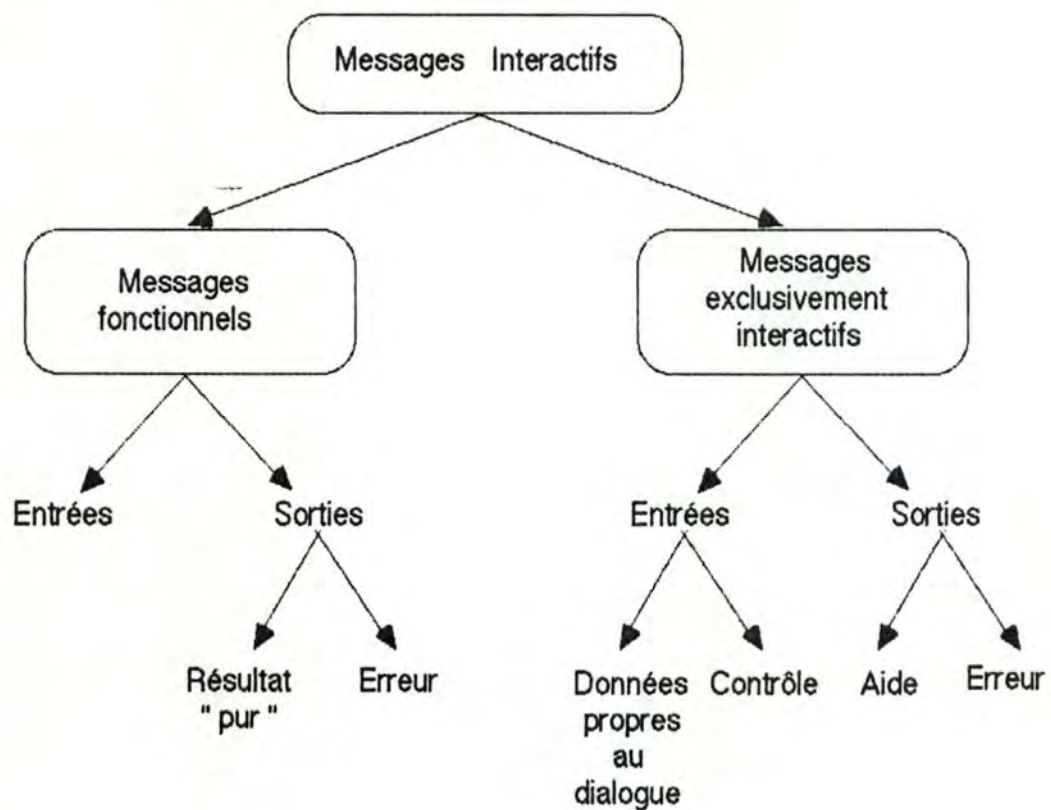 Messages Interactifs
Messages
fonctionnels
Messages
exclusivement
interactifs
Entrées
Sorties
Entrées
Sorties
Résultat
" pur "
Erreur
Données
propres
au
dialogue
Contrôle
Aide
Erreur